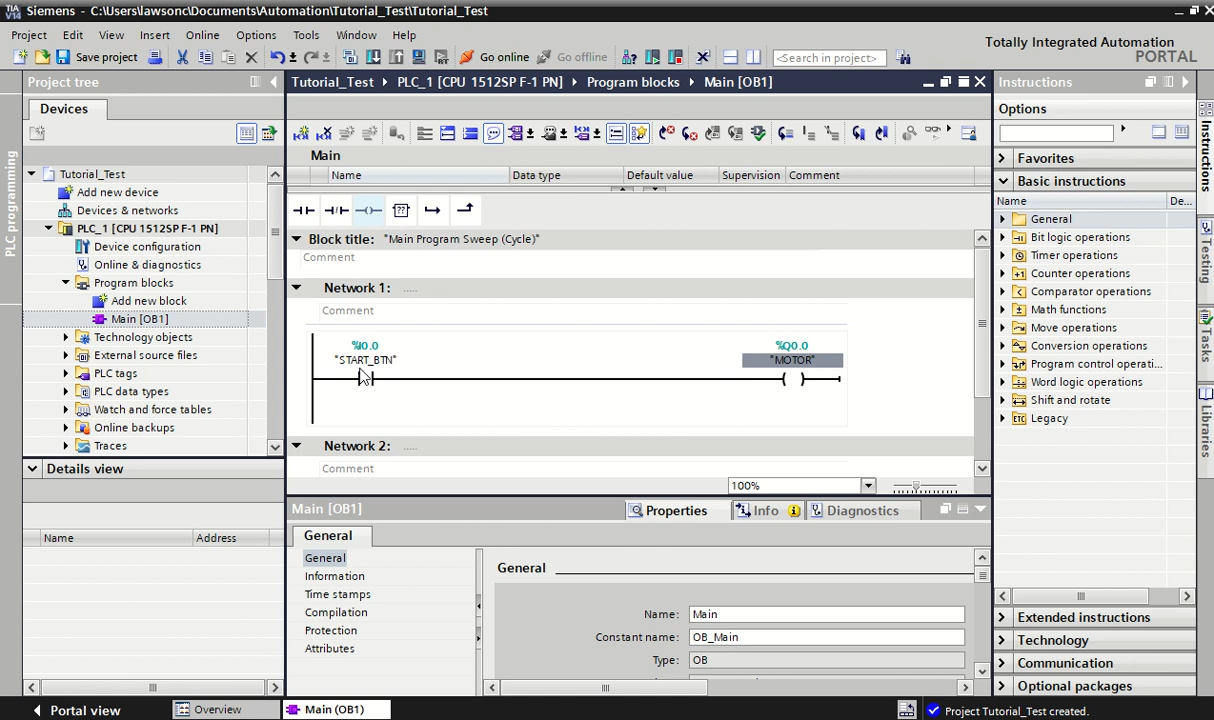 TIA V14 Siemens - C:\Users\lawsonc\Documents\Automation\Tutorial_Test\Tutorial_Test
Project Edit View Insert Online Options Tools Window Help
Totally Integrated Automation
PORTAL
Save project Go online Go offline <Search in project>
Project tree
Devices
PLC programming
Tutorial_Test
Add new device
Devices & networks
PLC_1 [CPU 1512SP F-1 PN]
Device configuration
Online & diagnostics
Program blocks
Add new block
Main [OB1]
Technology objects
External source files
PLC tags
PLC data types
Watch and force tables
Online backups
Traces
Details view
Name Address
Tutorial_Test PLC_1 [CPU 1512SP F-1 PN] Program blocks Main [OB1]
Main
Name Data type Default value Supervision Comment
Block title: "Main Program Sweep (Cycle)"
Comment
Network 1: .....
Comment
%I0.0
"START_BTN"
%Q0.0
"MOTOR"
Network 2: .....
Comment
100%
Main [OB1]
Properties Info Diagnostics
General
General
Information
Time stamps
Compilation
Protection
Attributes
General
Name: Main
Constant name: OB_Main
Type: OB
Instructions
Options
Favorites
Basic instructions
Name De...
General
Bit logic operations
Timer operations
Counter operations
Comparator operations
Math functions
Move operations
Conversion operations
Program control operati...
Word logic operations
Shift and rotate
Legacy
Extended instructions
Technology
Communication
Optional packages
Instructions
Testing
Tasks
Libraries
Portal view Overview Main (OB1) Project Tutorial_Test created.